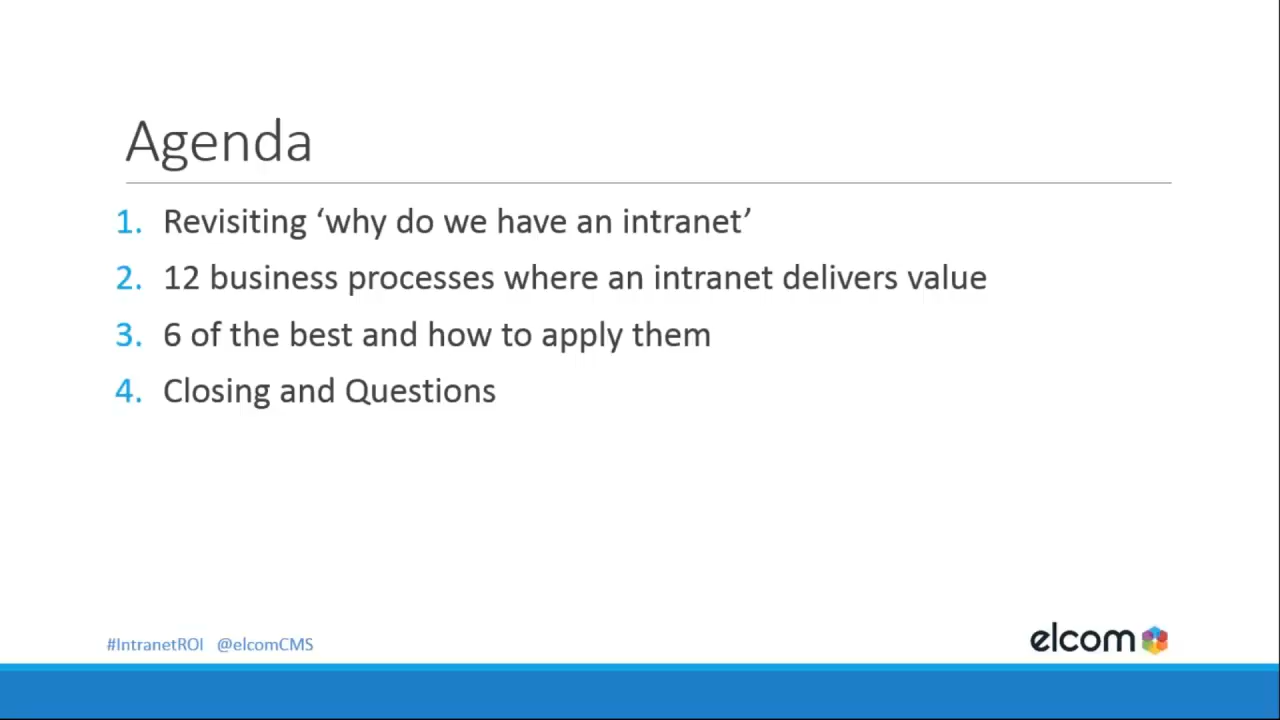 Agenda
1. Revisiting ‘why do we have an intranet’
2. 12 business processes where an intranet delivers value
3. 6 of the best and how to apply them
4. Closing and Questions
#IntranetROI @elcomCMS
elcom